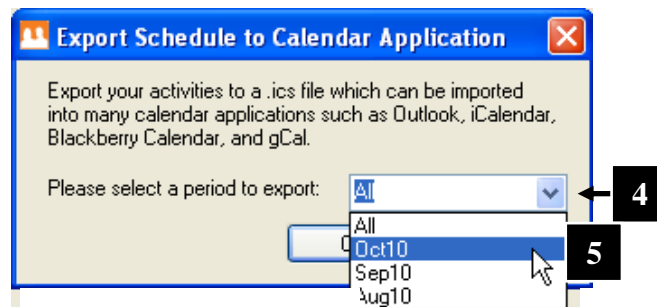 Export Schedule to Calendar Application
Export your activities to a .ics file which can be imported
into many calendar applications such as Outlook, iCalendar,
Blackberry Calendar, and gCal.
Please select a period to export:
All
4
All
Oct10
5
Sep10
Aug10